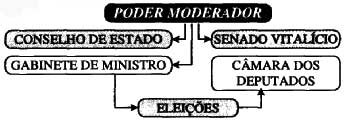 PODER MODERADOR
CONSELHO DE ESTADO
SENADO VITALÍCIO
GABINETE DE MINISTRO
CÂMARA DOS
DEPUTADOS
ELEIÇÕES